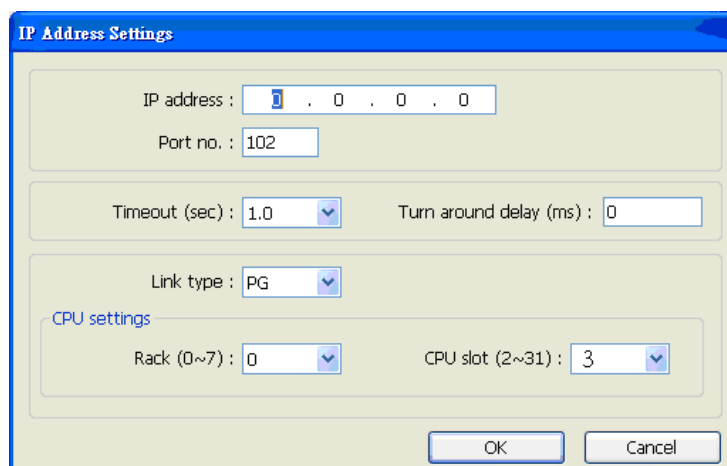 IP Address Settings
IP address : 0 . 0 . 0 . 0
Port no. : 102
Timeout (sec) : 1.0 Turn around delay (ms) : 0
Link type : PG
CPU settings
Rack (0~7) : 0 CPU slot (2~31) : 3
OK Cancel